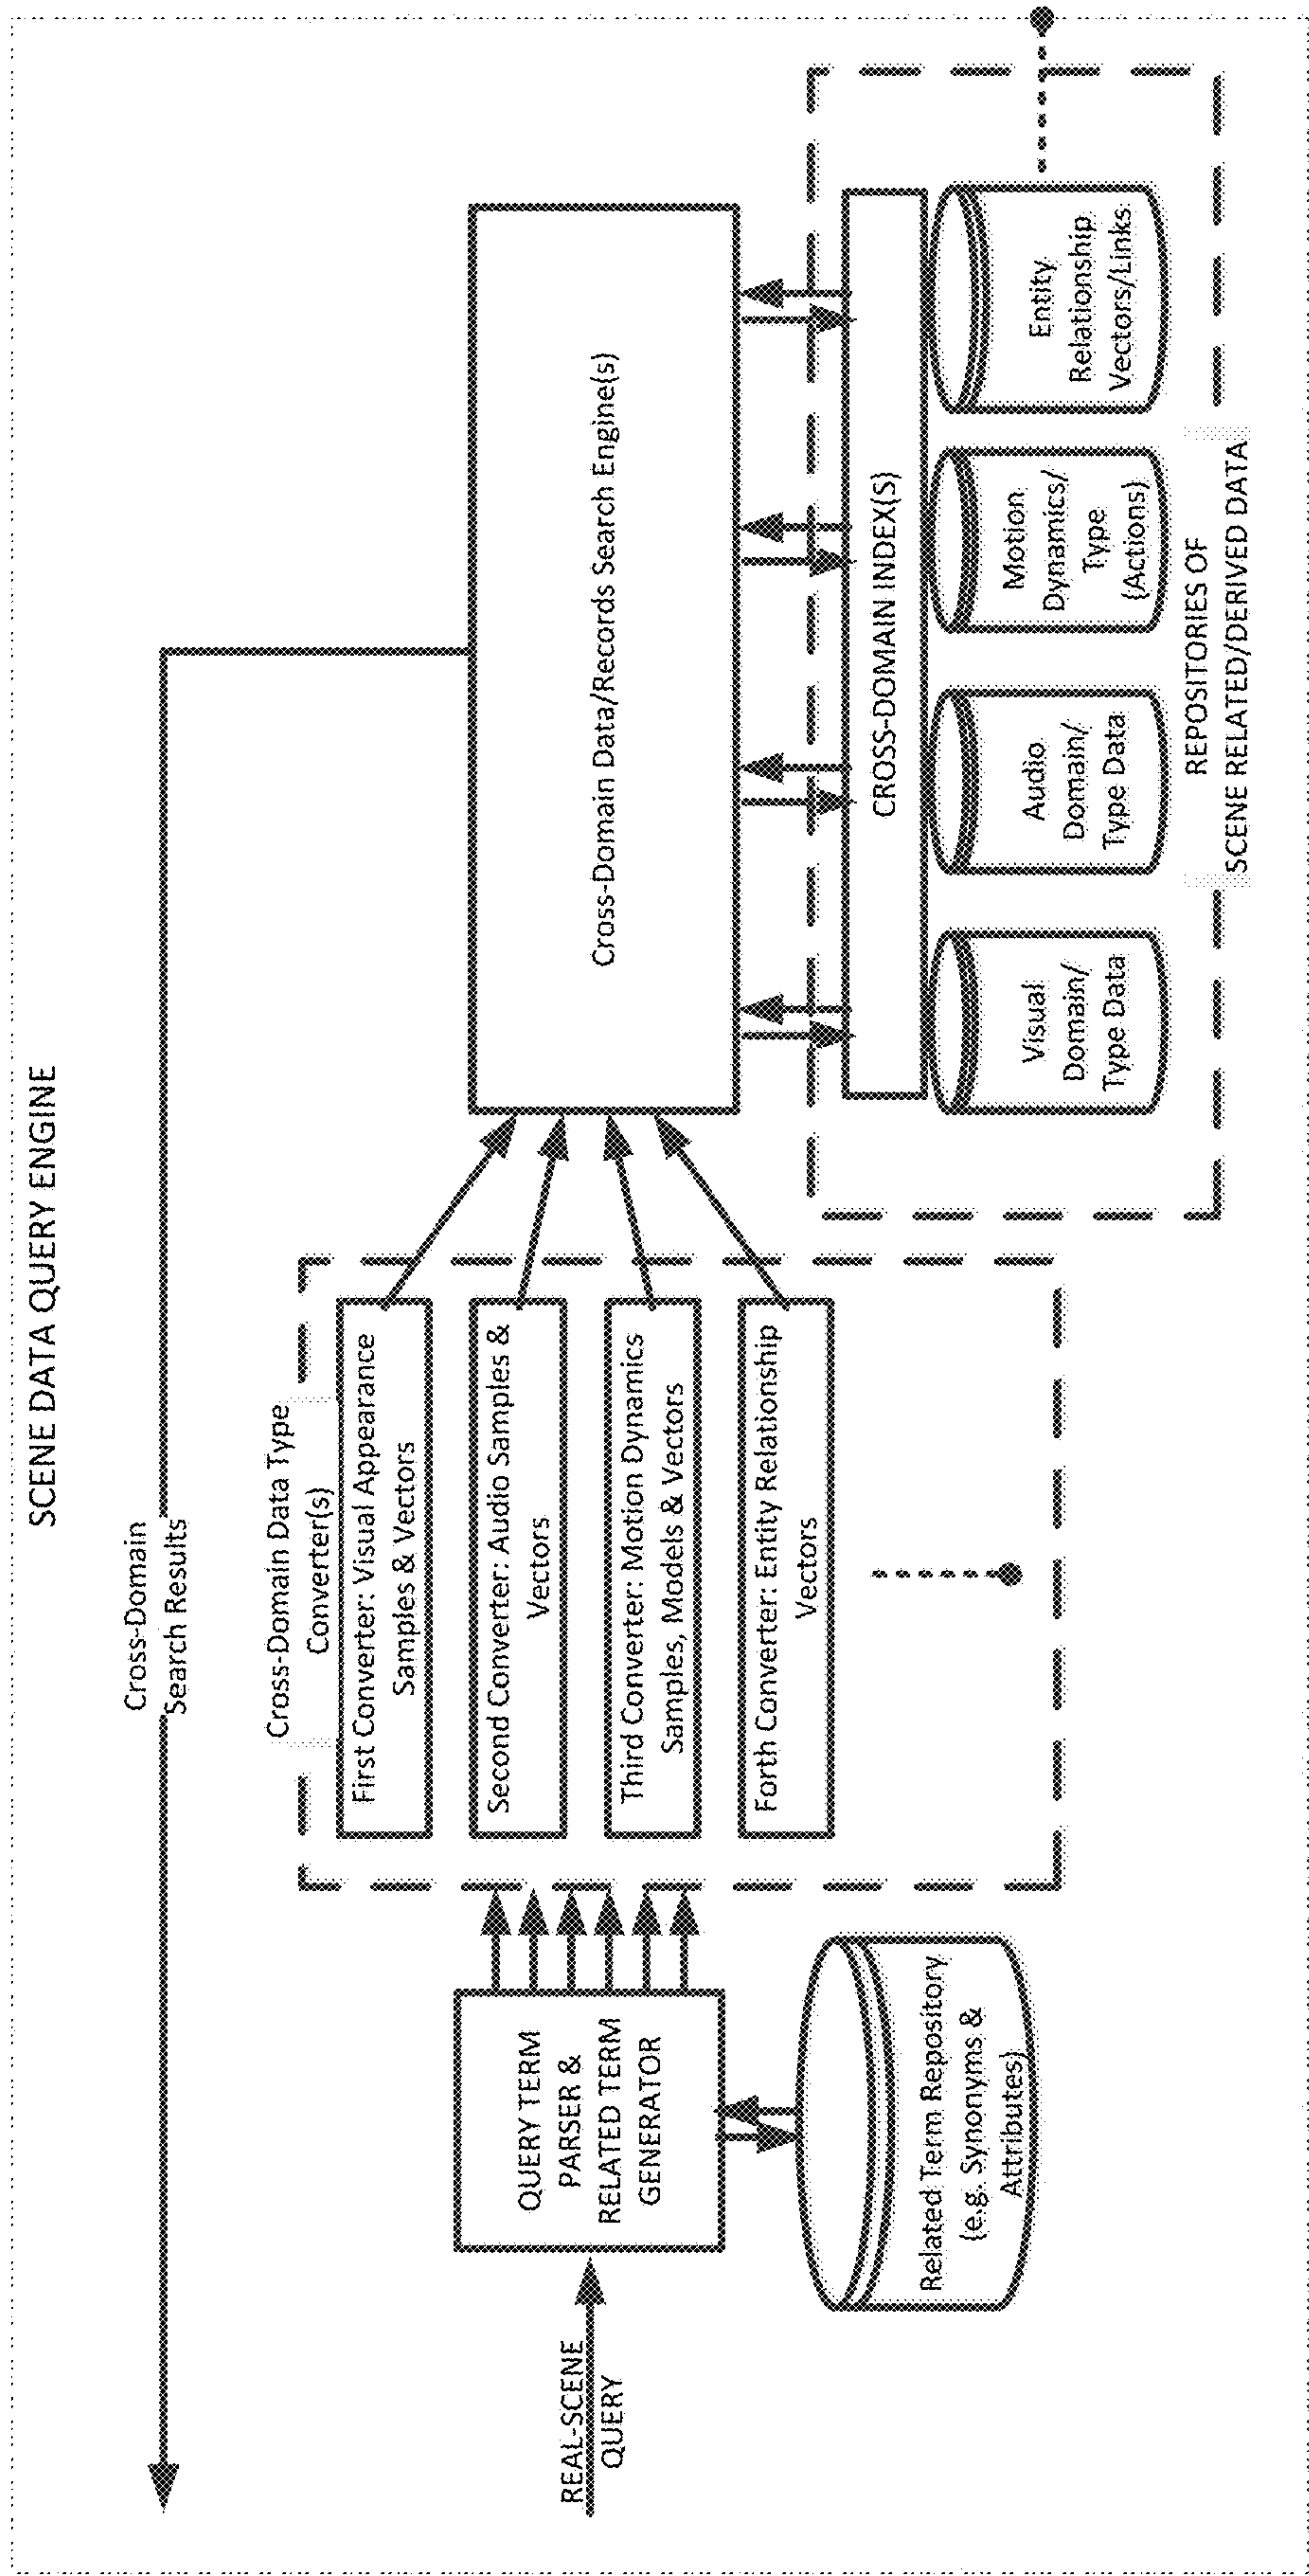 SCENE DATA QUERY ENGINE
Cross-Domain
Search Results
Cross-Domain Data Type
Converter(s)
First Converter: Visual Appearance
Samples & Vectors
Second Converter: Audio Samples &
Vectors
Third Converter: Motion Dynamics
Samples, Models & Vectors
Forth Converter: Entity Relationship
Vectors
REAL-SCENE
QUERY
QUERY TERM
PARSER &
RELATED TERM
GENERATOR
Related Term Repository
(e.g. Synonyms &
Attributes)
Cross-Domain Data/Records Search Engine(s)
CROSS-DOMAIN INDEX(S)
Visual
Domain/
Type Data
Audio
Domain/
Type Data
Motion
Dynamics/
Type
(Actions)
Entity
Relationship
Vectors/Links
REPOSITORIES OF
SCENE RELATED/DERIVED DATA